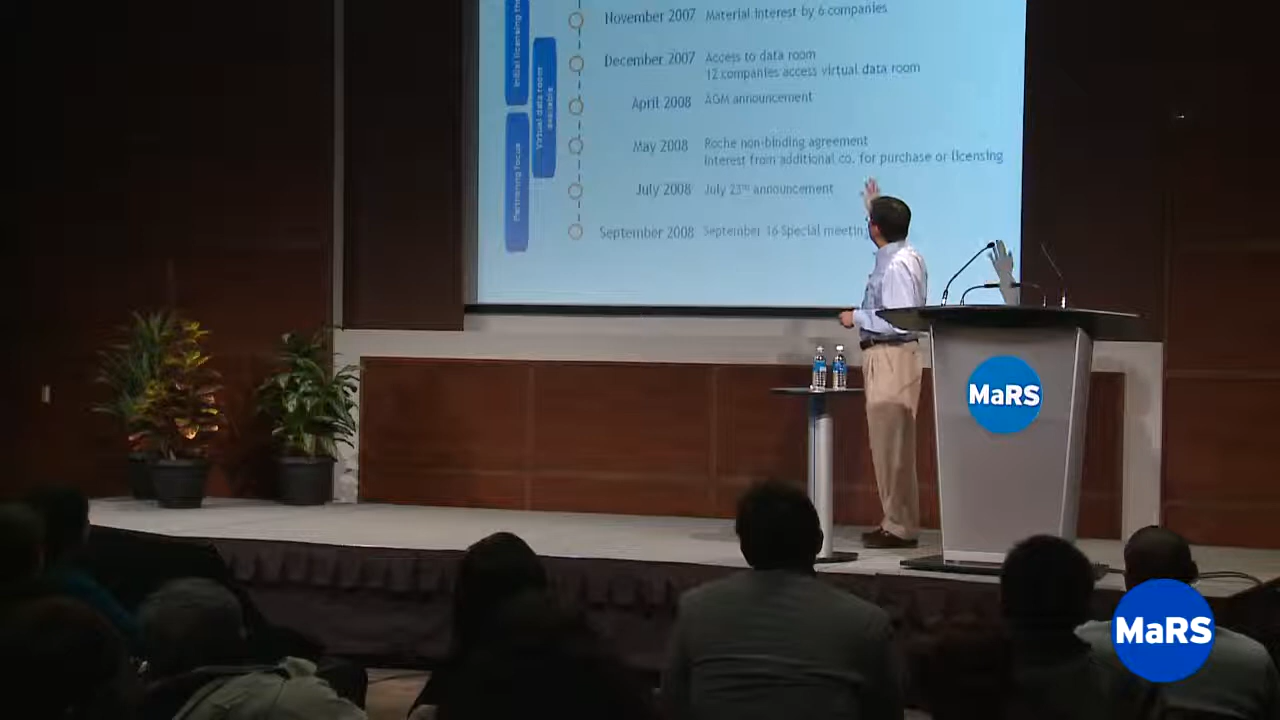 Initial licensing
Virtual data room
available
Partnering focus
November 2007 Material interest by 6 companies
December 2007 Access to data room
12 companies access virtual data room
April 2008 AGM announcement
May 2008 Roche non-binding agreement
Interest from additional co. for purchase or licensing
July 2008 July 23rd announcement
September 2008 September 16 Special
MaRS
MaRS